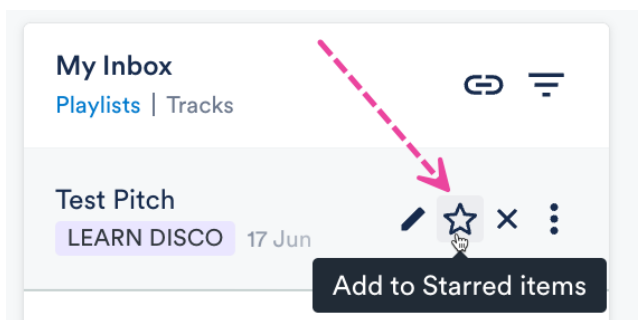 My Inbox
Playlists | Tracks
Test Pitch
LEARN DISCO 17 Jun
Add to Starred items